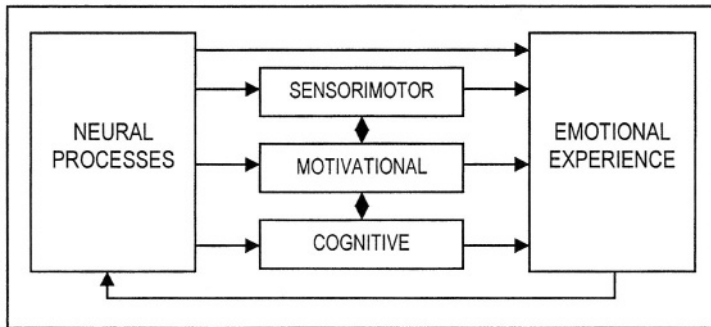 NEURAL
PROCESSES
SENSORIMOTOR
MOTIVATIONAL
COGNITIVE
EMOTIONAL
EXPERIENCE